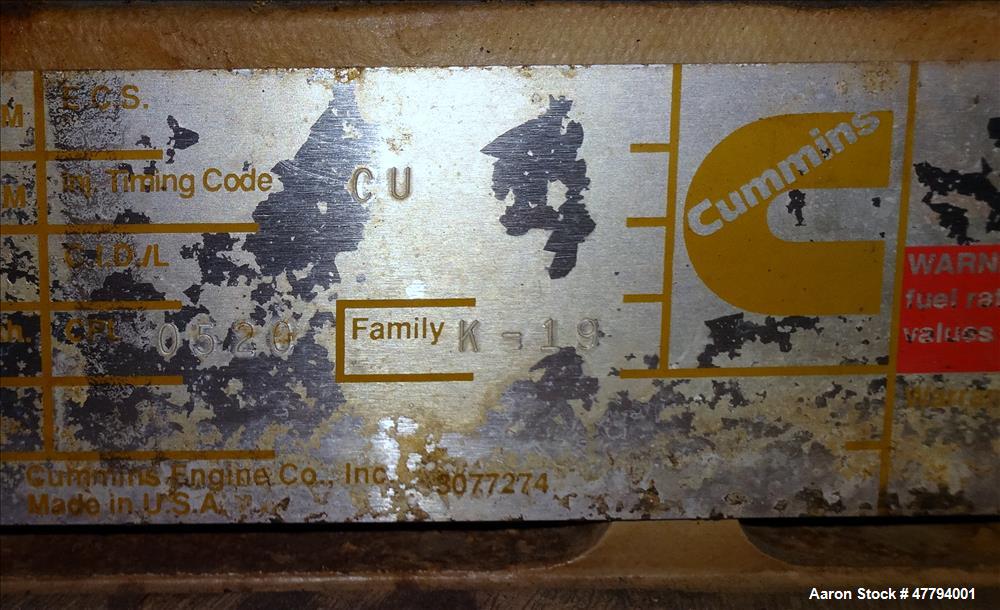 M
E.C.S.
M
Inj. Timing Code CU
C.I.D./L
CPL 0520
Family K-19
Cummins
WARN
fuel ra
values
Cummins Engine Co., Inc.
3077274
Made in U.S.A.
Aaron Stock # 47794001